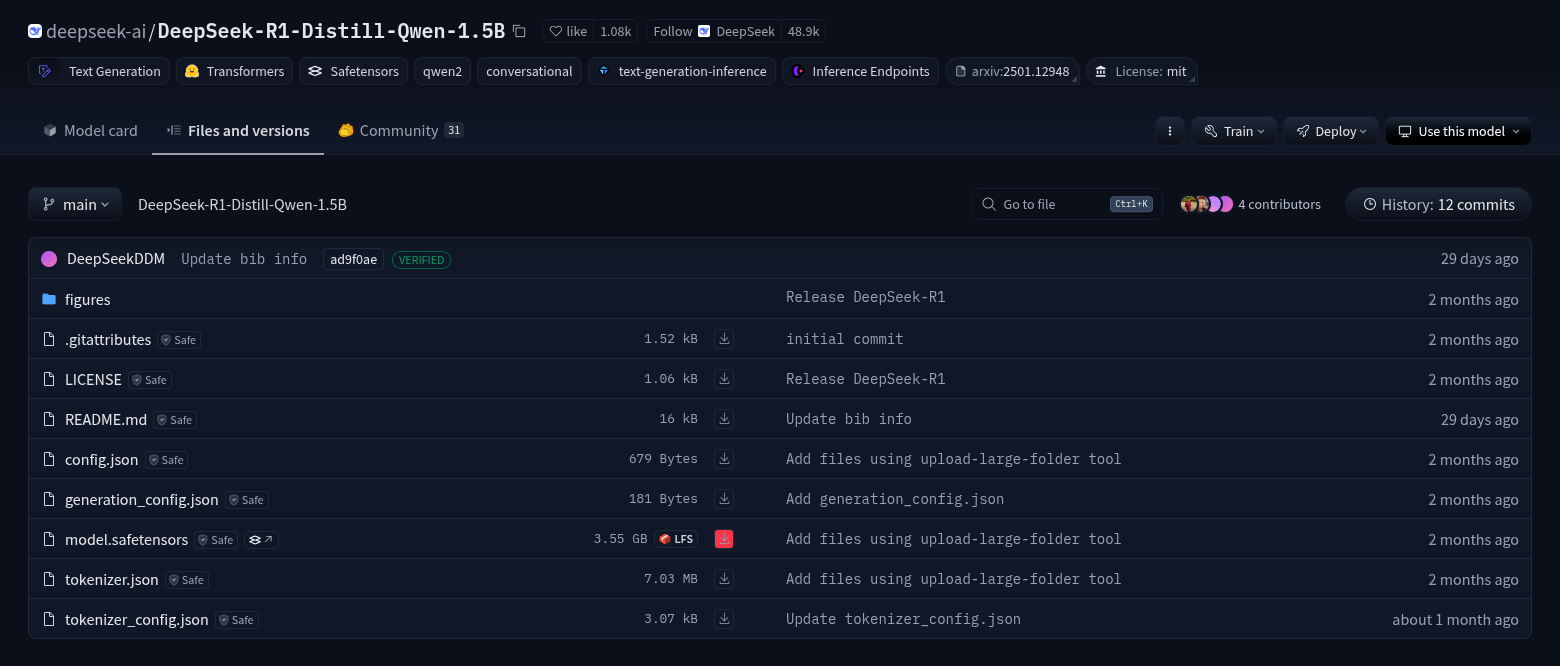 deepseek-ai/DeepSeek-R1-Distill-Qwen-1.5B like 1.08k Follow DeepSeek 48.9k
Text Generation Transformers Safetensors qwen2 conversational text-generation-inference Inference Endpoints arxiv:2501.12948 License: mit
Model card Files and versions Community 31 Train Deploy Use this model
main DeepSeek-R1-Distill-Qwen-1.5B Go to file Ctrl+K 4 contributors History: 12 commits
DeepSeekDDM Update bib info ad9f0ae VERIFIED 29 days ago
figures Release DeepSeek-R1 2 months ago
.gitattributes Safe 1.52 kB initial commit 2 months ago
LICENSE Safe 1.06 kB Release DeepSeek-R1 2 months ago
README.md Safe 16 kB Update bib info 29 days ago
config.json Safe 679 Bytes Add files using upload-large-folder tool 2 months ago
generation_config.json Safe 181 Bytes Add generation_config.json 2 months ago
model.safetensors Safe 3.55 GB LFS Add files using upload-large-folder tool 2 months ago
tokenizer.json Safe 7.03 MB Add files using upload-large-folder tool 2 months ago
tokenizer_config.json Safe 3.07 kB Update tokenizer_config.json about 1 month ago